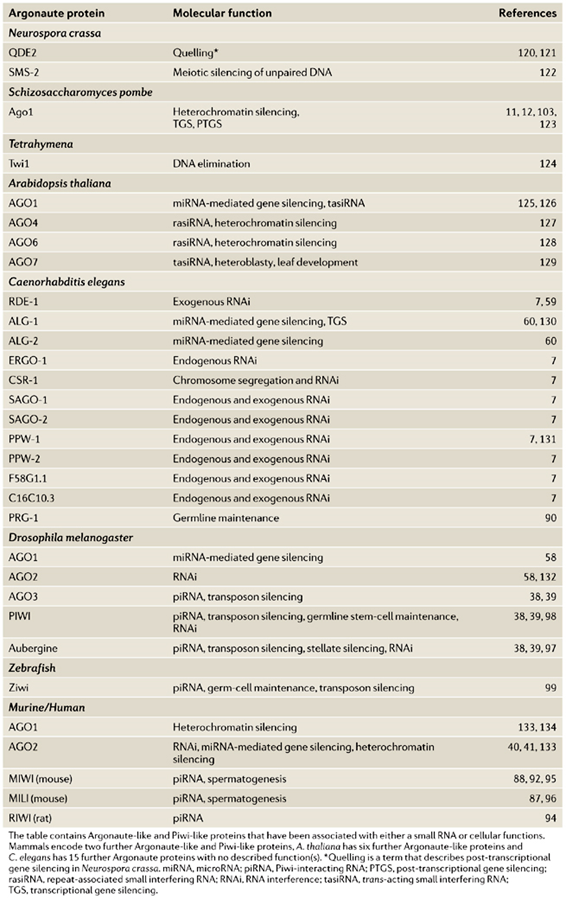 Argonaute protein Molecular function References
Neurospora crassa
QDE2 Quelling* 120, 121
SMS-2 Meiotic silencing of unpaired DNA 122
Schizosaccharomyces pombe
Ago1 Heterochromatin silencing, 11, 12, 103,
TGS, PTGS 123
Tetrahymena
Twi1 DNA elimination 124
Arabidopsis thaliana
AGO1 miRNA-mediated gene silencing, tasiRNA 125, 126
AGO4 rasiRNA, heterochromatin silencing 127
AGO6 rasiRNA, heterochromatin silencing 128
AGO7 tasiRNA, heteroblasty, leaf development 129
Caenorhabditis elegans
RDE-1 Exogenous RNAi 7, 59
ALG-1 miRNA-mediated gene silencing, TGS 60, 130
ALG-2 miRNA-mediated gene silencing 60
ERGO-1 Endogenous RNAi 7
CSR-1 Chromosome segregation and RNAi 7
SAGO-1 Endogenous and exogenous RNAi 7
SAGO-2 Endogenous and exogenous RNAi 7
PPW-1 Endogenous and exogenous RNAi 7, 131
PPW-2 Endogenous and exogenous RNAi 7
F58G1.1 Endogenous and exogenous RNAi 7
C16C10.3 Endogenous and exogenous RNAi 7
PRG-1 Germline maintenance 90
Drosophila melanogaster
AGO1 miRNA-mediated gene silencing 58
AGO2 RNAi 58, 132
AGO3 piRNA, transposon silencing 38, 39
PIWI piRNA, transposon silencing, germline stem-cell maintenance, 38, 39, 98
RNAi
Aubergine piRNA, transposon silencing, stellate silencing, RNAi 38, 39, 97
Zebrafish
Ziwi piRNA, germ-cell maintenance, transposon silencing 99
Murine/Human
AGO1 Heterochromatin silencing 133, 134
AGO2 RNAi, miRNA-mediated gene silencing, heterochromatin 40, 41, 133
silencing
MIWI (mouse) piRNA, spermatogenesis 88, 92, 95
MILI (mouse) piRNA, spermatogenesis 87, 96
RIWI (rat) piRNA 94
The table contains Argonaute-like and Piwi-like proteins that have been associated with either a small RNA or cellular functions.
Mammals encode two further Argonaute-like and Piwi-like proteins, A. thaliana has six further Argonaute-like proteins and
C. elegans has 15 further Argonaute proteins with no described function(s). *Quelling is a term that describes post-transcriptional
gene silencing in Neurospora crassa. miRNA, microRNA; piRNA, Piwi-interacting RNA; PTGS, post-transcriptional gene silencing;
rasiRNA, repeat-associated small interfering RNA; RNAi, RNA interference; tasiRNA, trans-acting small interfering RNA;
TGS, transcriptional gene silencing.